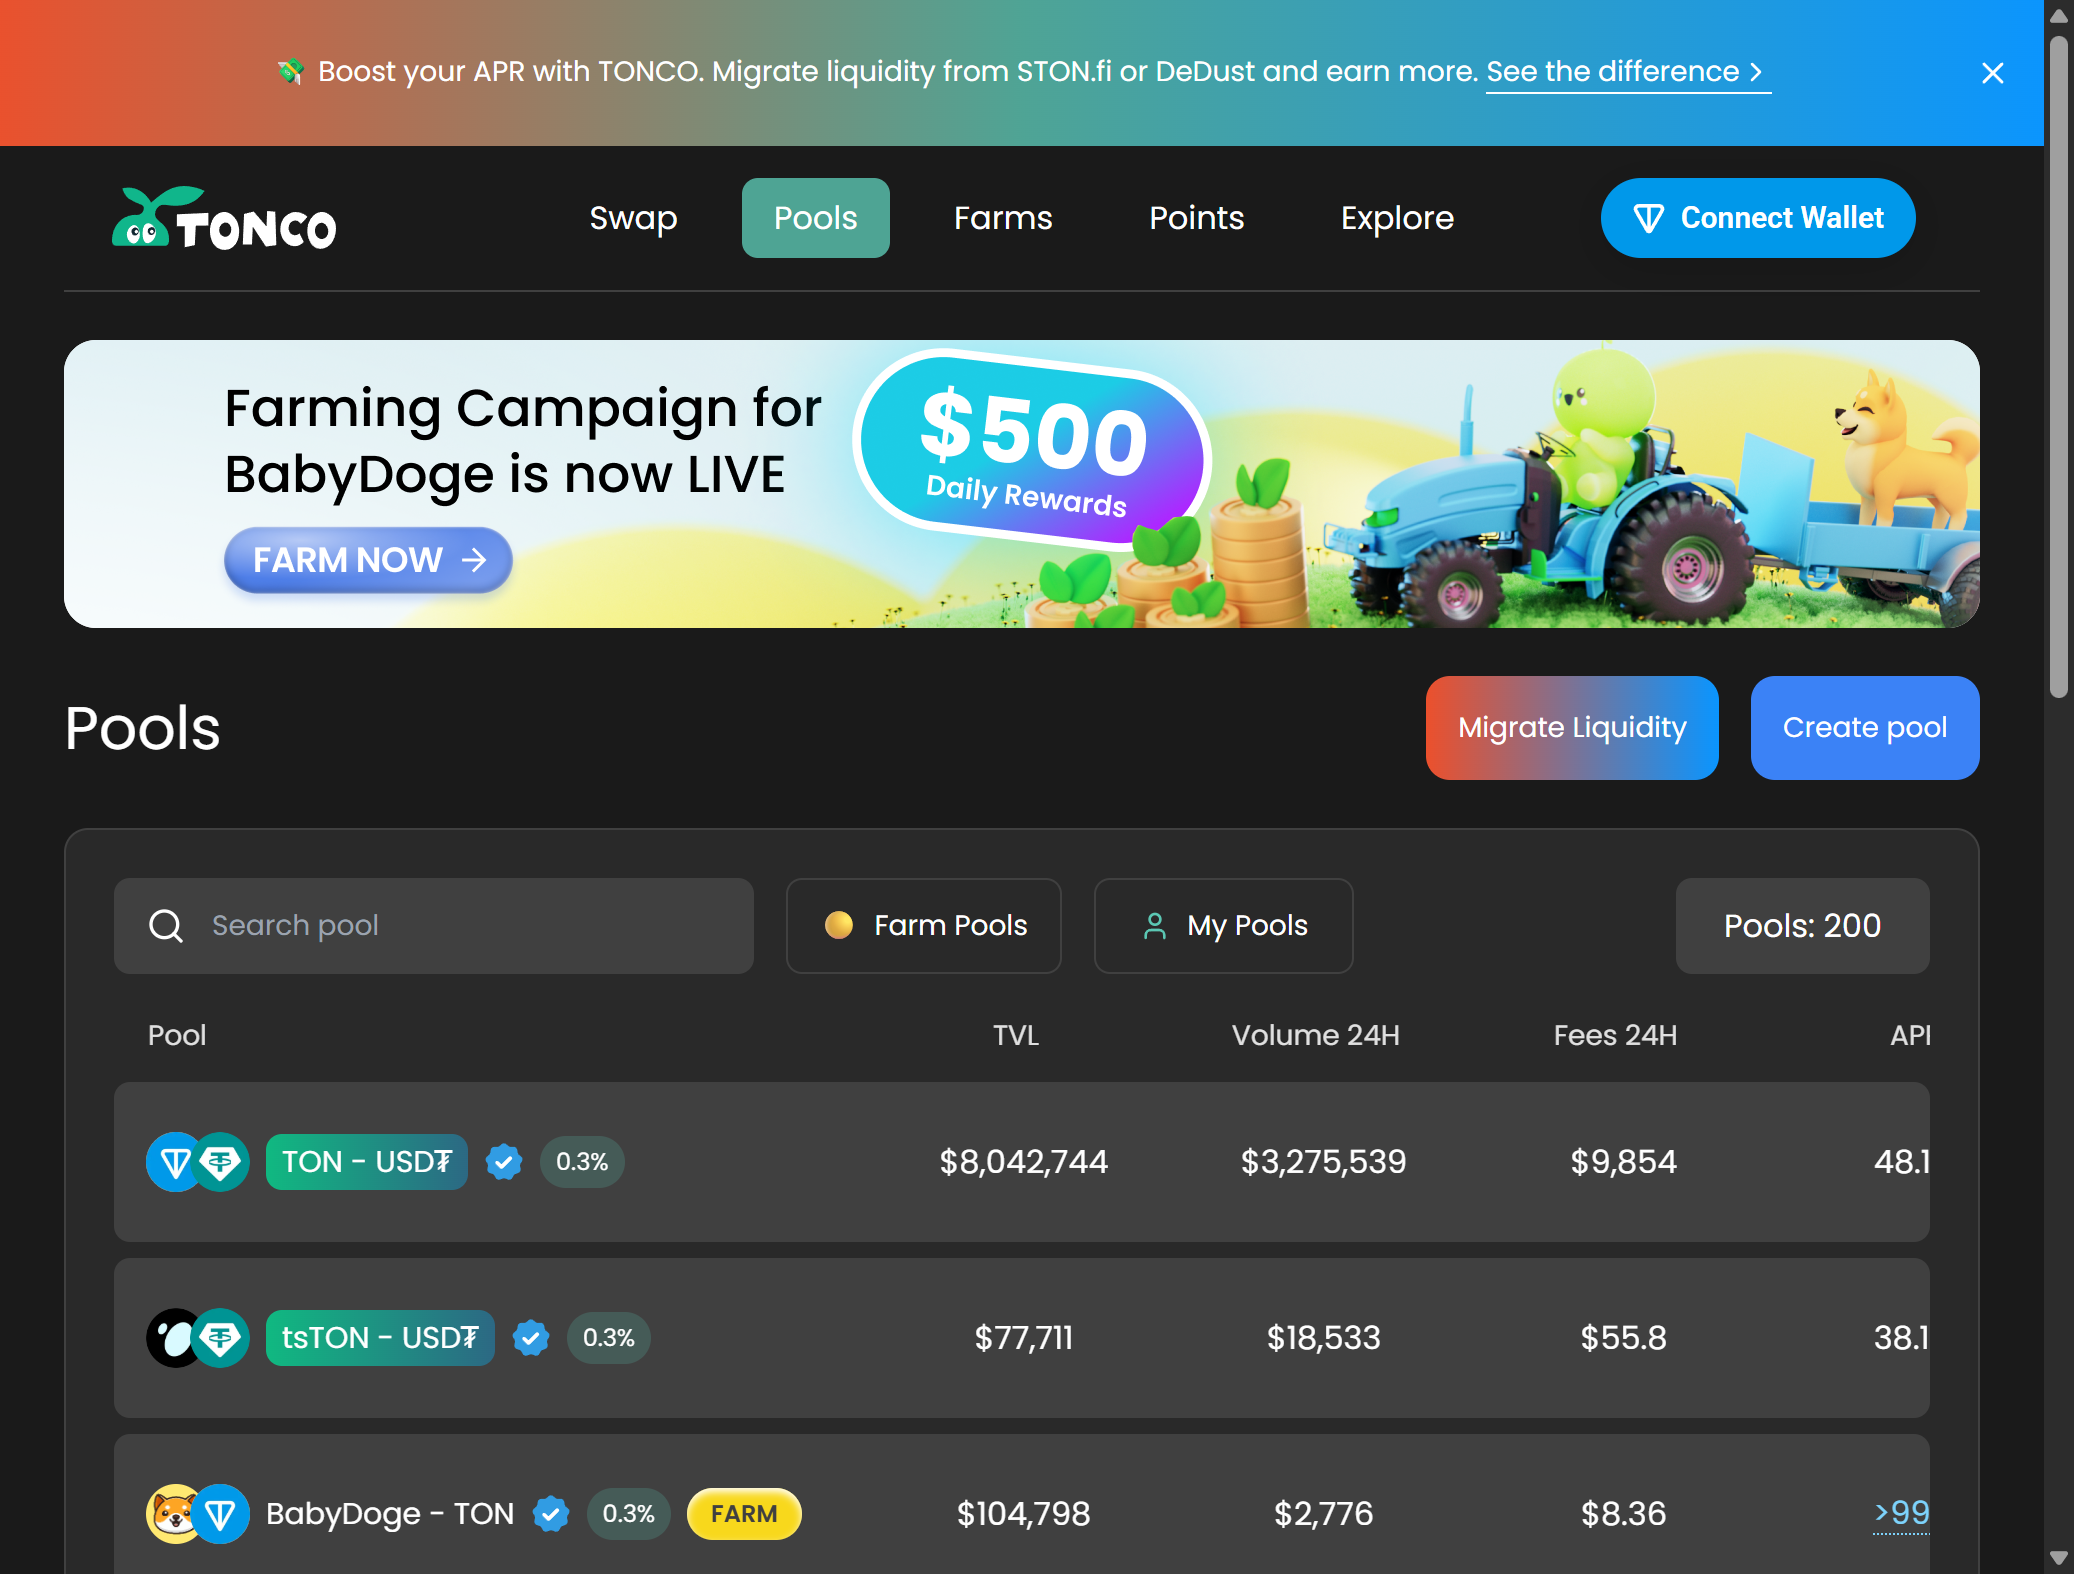 💸 Boost your APR with TONCO. Migrate liquidity from STON.fi or DeDust and earn more. See the difference >
TONCO
Swap
Pools
Farms
Points
Explore
Connect Wallet
Farming Campaign for
BabyDoge is now LIVE
FARM NOW →
$500
Daily Rewards
Pools
Migrate Liquidity
Create pool
Search pool
Farm Pools
My Pools
Pools: 200
Pool TVL Volume 24H Fees 24H
TON - USD₮ 0.3% $8,042,744 $3,275,539 $9,854 48.1
tsTON - USD₮ 0.3% $77,711 $18,533 $55.8 38.1
BabyDoge - TON 0.3% FARM $104,798 $2,776 $8.36 >99